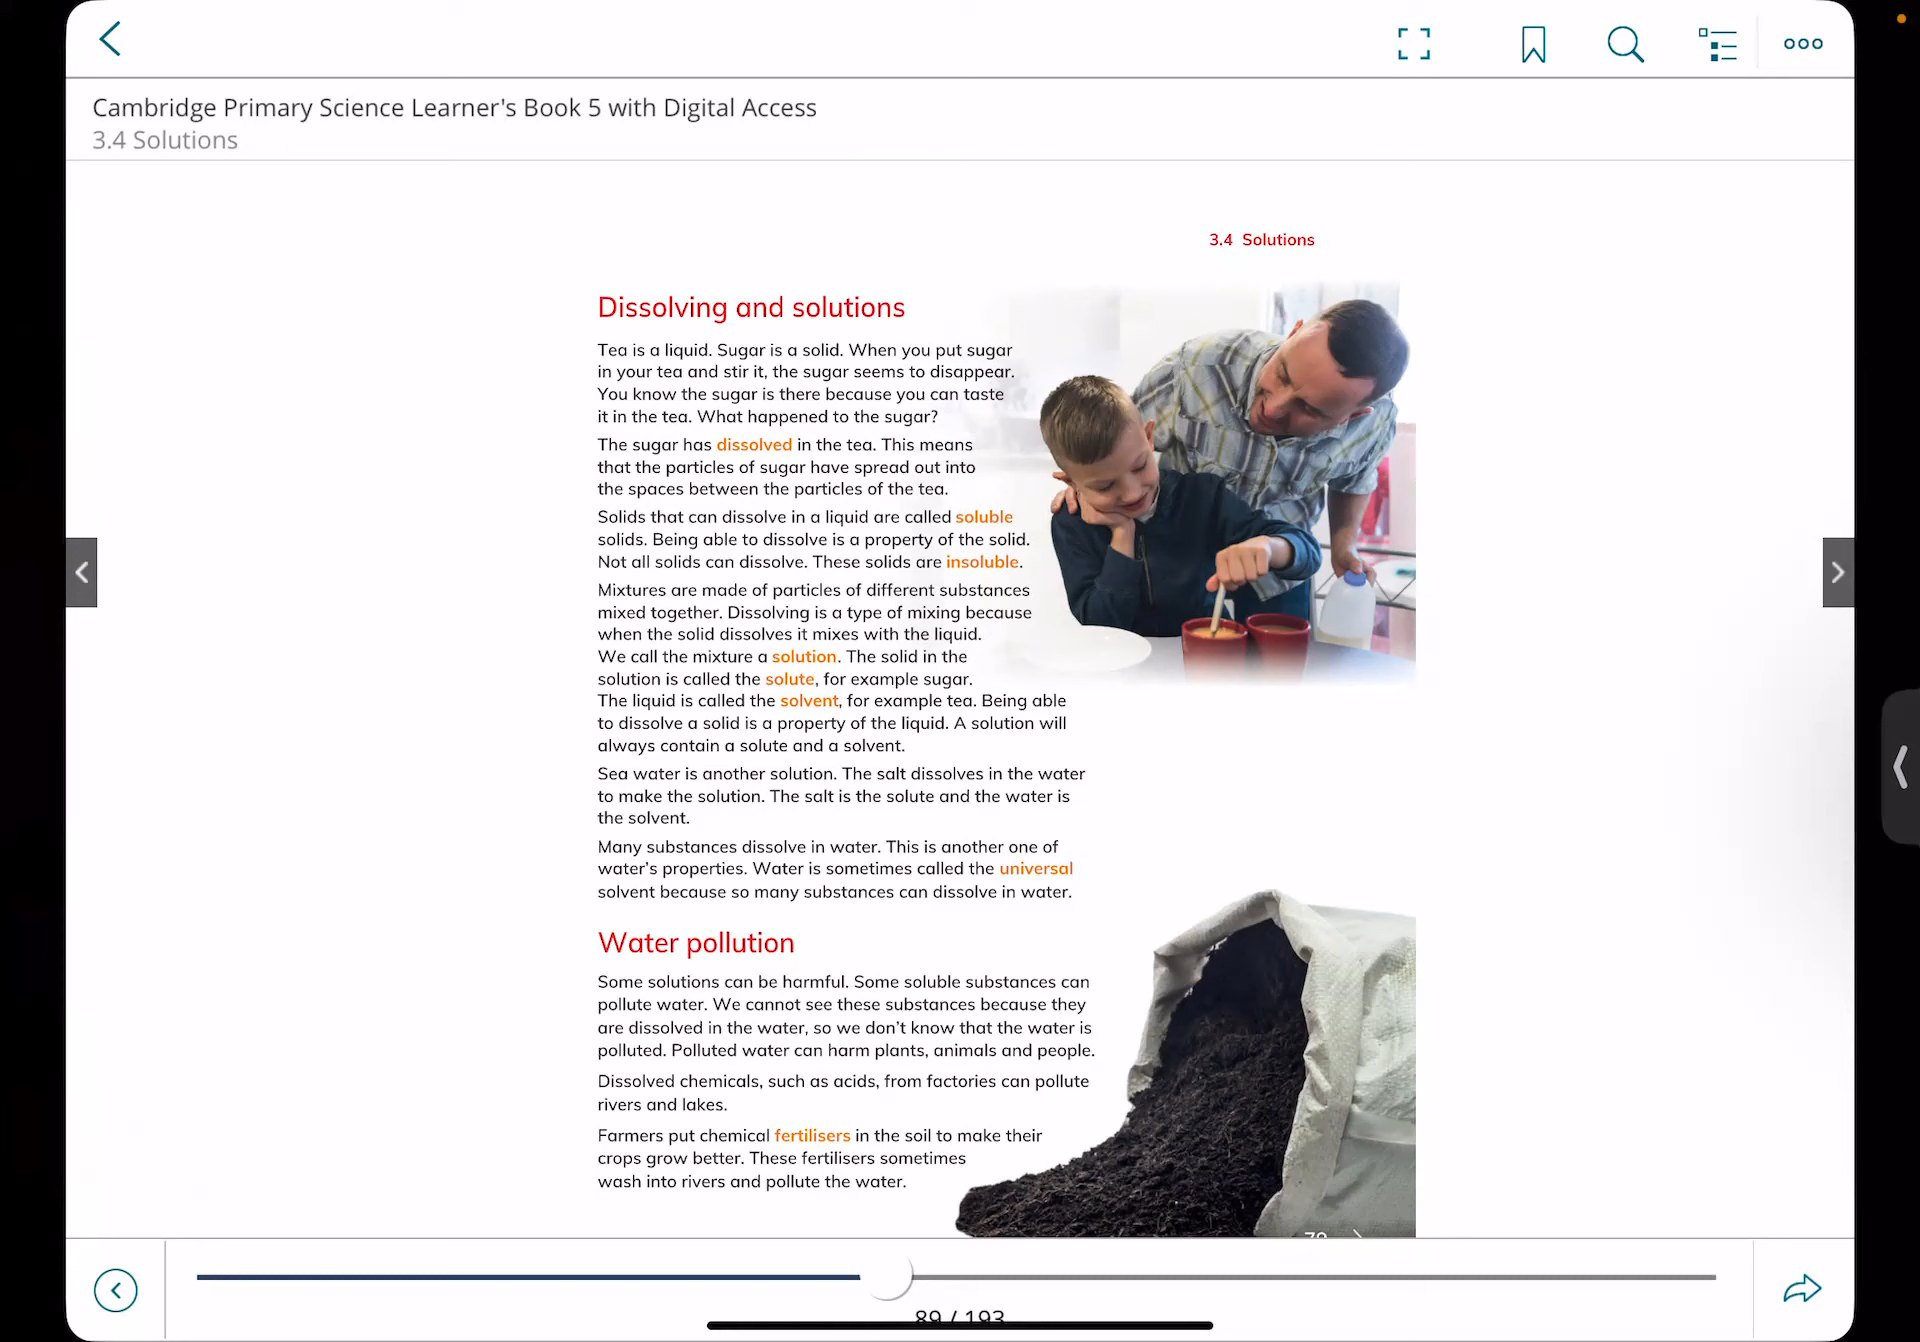 Cambridge Primary Science Learner's Book 5 with Digital Access
3.4 Solutions
3.4 Solutions
Dissolving and solutions
Tea is a liquid. Sugar is a solid. When you put sugar
in your tea and stir it, the sugar seems to disappear.
You know the sugar is there because you can taste
it in the tea. What happened to the sugar?
The sugar has dissolved in the tea. This means
that the particles of sugar have spread out into
the spaces between the particles of the tea.
Solids that can dissolve in a liquid are called soluble
solids. Being able to dissolve is a property of the solid.
Not all solids can dissolve. These solids are insoluble.
Mixtures are made of particles of different substances
mixed together. Dissolving is a type of mixing because
when the solid dissolves it mixes with the liquid.
We call the mixture a solution. The solid in the
solution is called the solute, for example sugar.
The liquid is called the solvent, for example tea. Being able
to dissolve a solid is a property of the liquid. A solution will
always contain a solute and a solvent.
Sea water is another solution. The salt dissolves in the water
to make the solution. The salt is the solute and the water is
the solvent.
Many substances dissolve in water. This is another one of
water's properties. Water is sometimes called the universal
solvent because so many substances can dissolve in water.
Water pollution
Some solutions can be harmful. Some soluble substances can
pollute water. We cannot see these substances because they
are dissolved in the water, so we don't know that the water is
polluted. Polluted water can harm plants, animals and people.
Dissolved chemicals, such as acids, from factories can pollute
rivers and lakes.
Farmers put chemical fertilisers in the soil to make their
crops grow better. These fertilisers sometimes
wash into rivers and pollute the water.
89 / 193